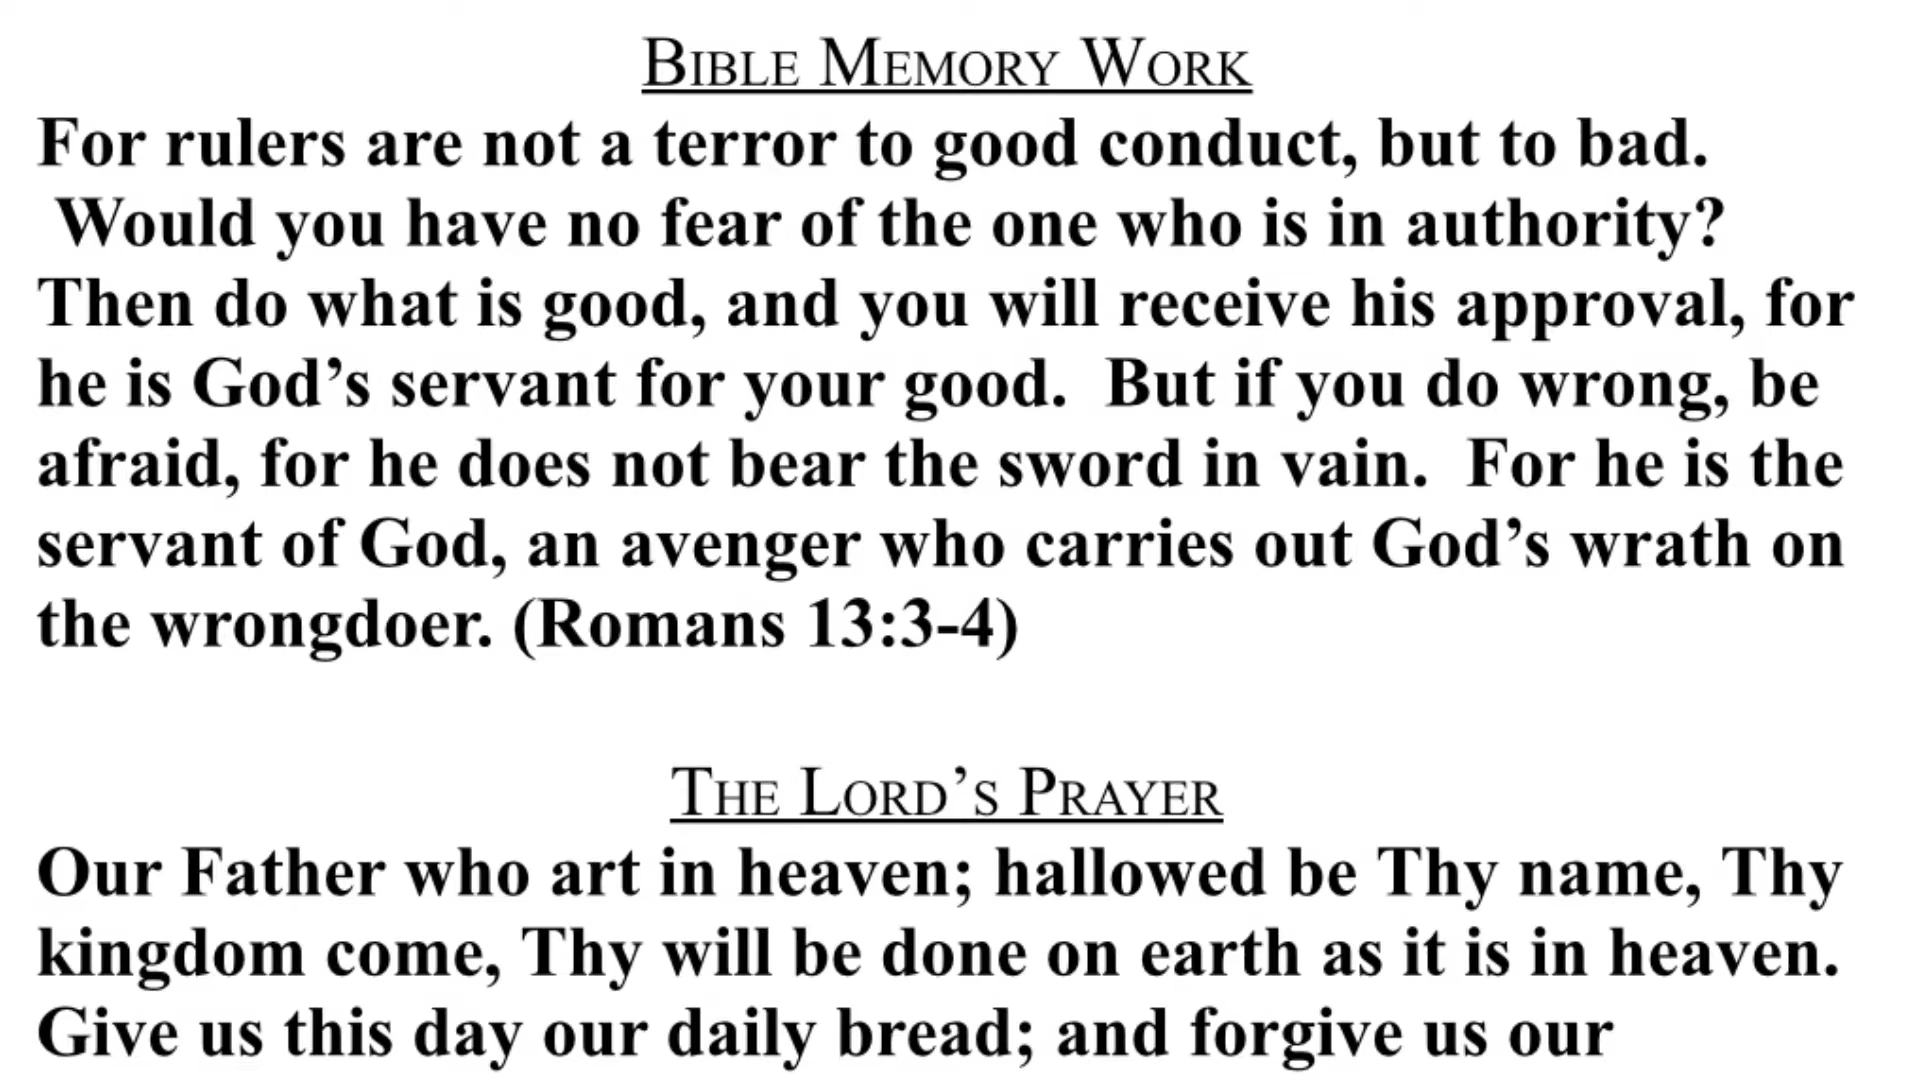 BIBLE MEMORY WORK
For rulers are not a terror to good conduct, but to bad.
Would you have no fear of the one who is in authority?
Then do what is good, and you will receive his approval, for
he is God’s servant for your good.  But if you do wrong, be
afraid, for he does not bear the sword in vain.  For he is the
servant of God, an avenger who carries out God’s wrath on
the wrongdoer. (Romans 13:3-4)
THE LORD’S PRAYER
Our Father who art in heaven; hallowed be Thy name, Thy
kingdom come, Thy will be done on earth as it is in heaven.
Give us this day our daily bread; and forgive us our